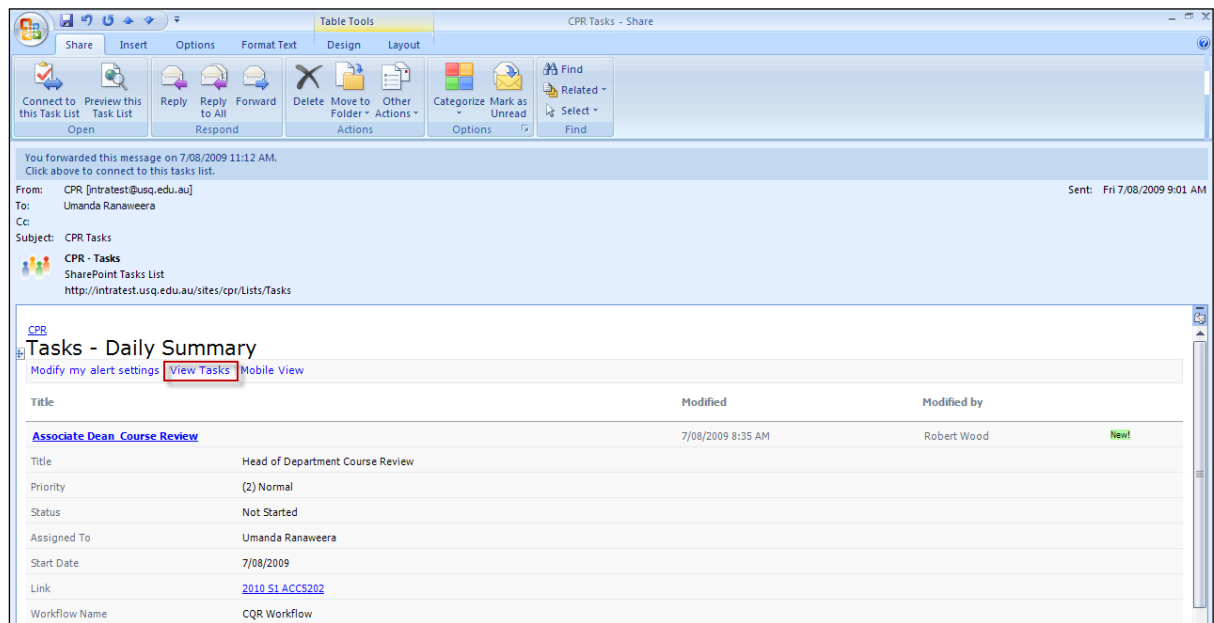 Table Tools
CPR Tasks - Share
Share Insert Options Format Text Design Layout
Connect to this Task List
Preview this Task List
Open
Reply
Reply to All
Forward
Respond
Delete
Move to Folder
Other Actions
Actions
Categorize
Mark as Unread
Options
Find
Related
Select
Find
You forwarded this message on 7/08/2009 11:12 AM.
Click above to connect to this tasks list.
From: CPR [intratest@usq.edu.au]
Sent: Fri 7/08/2009 9:01 AM
To: Umanda Ranaweera
Cc:
Subject: CPR Tasks
CPR - Tasks
SharePoint Tasks List
http://intratest.usq.edu.au/sites/cpr/Lists/Tasks
CPR
Tasks - Daily Summary
Modify my alert settings View Tasks Mobile View
Title Modified Modified by
Associate Dean Course Review 7/08/2009 8:35 AM Robert Wood New!
Title Head of Department Course Review
Priority (2) Normal
Status Not Started
Assigned To Umanda Ranaweera
Start Date 7/08/2009
Link 2010 S1 ACC5202
Workflow Name CQR Workflow